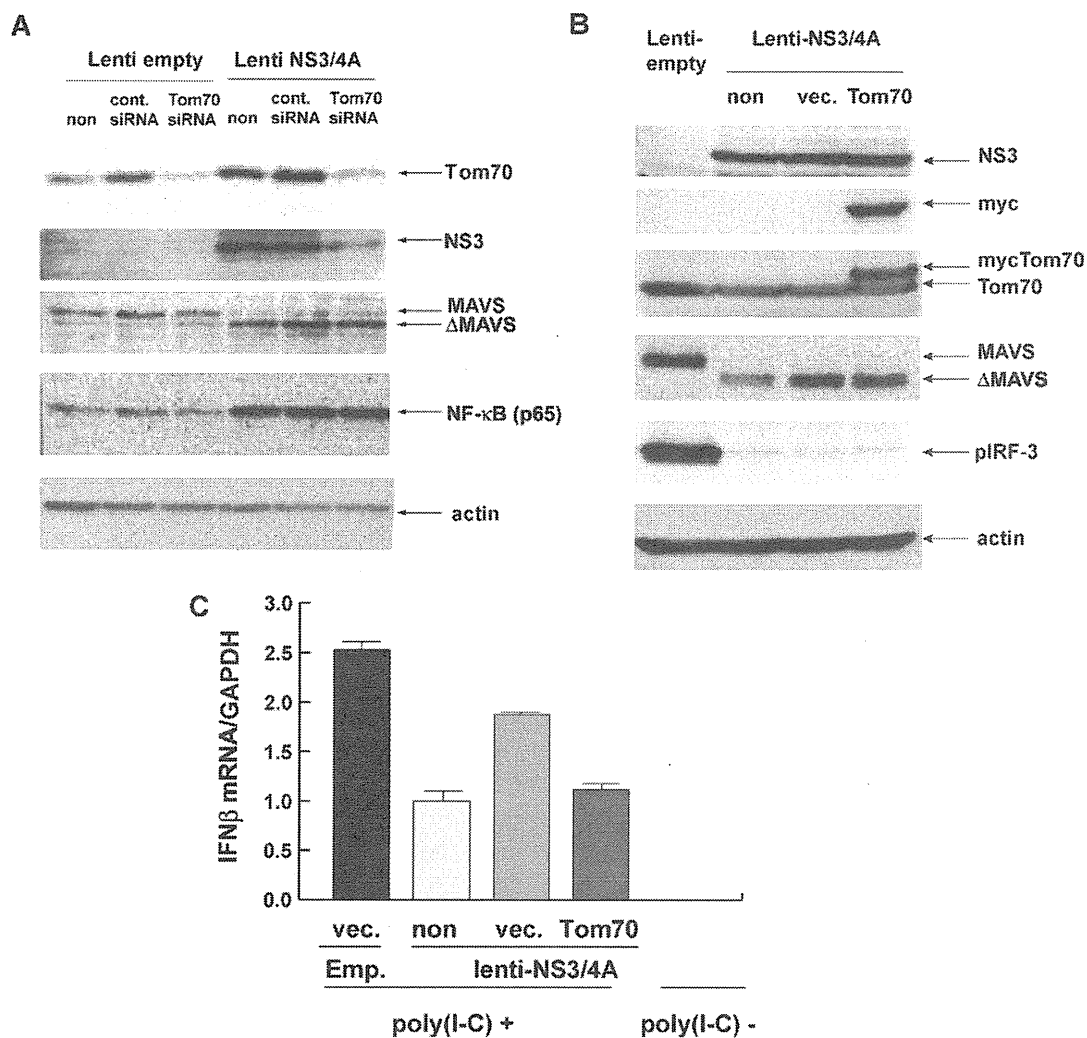 A
Lenti empty
Lenti NS3/4A
non
cont. siRNA
Tom70 siRNA
non
cont. siRNA
Tom70 siRNA
Tom70
NS3
MAVS
ΔMAVS
NF-κB (p65)
actin
B
Lenti-
empty
Lenti-NS3/4A
non
vec.
Tom70
NS3
myc
mycTom70
Tom70
MAVS
ΔMAVS
pIRF-3
actin
C
IFNβ mRNA/GAPDH
3.0
2.5
2.0
1.5
1.0
0.5
0.0
vec.
non
vec.
Tom70
Emp.
lenti-NS3/4A
poly(I-C) +
poly(I-C) -